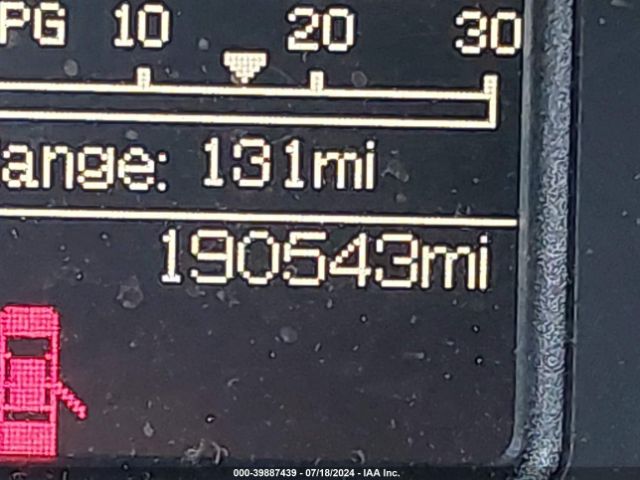 PG 10 20 30
ange: 131mi
190543mi
000-39887439 - 07/18/2024 - IAA Inc.